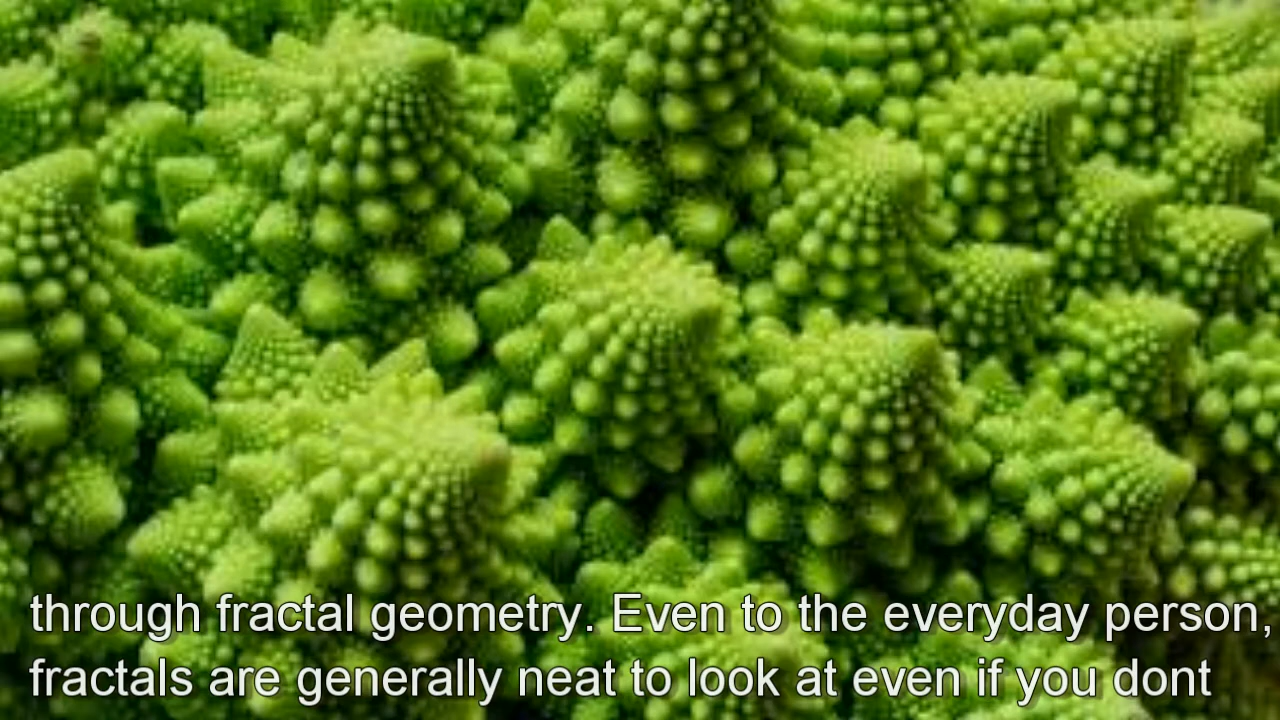 through fractal geometry. Even to the everyday person,
fractals are generally neat to look at even if you dont